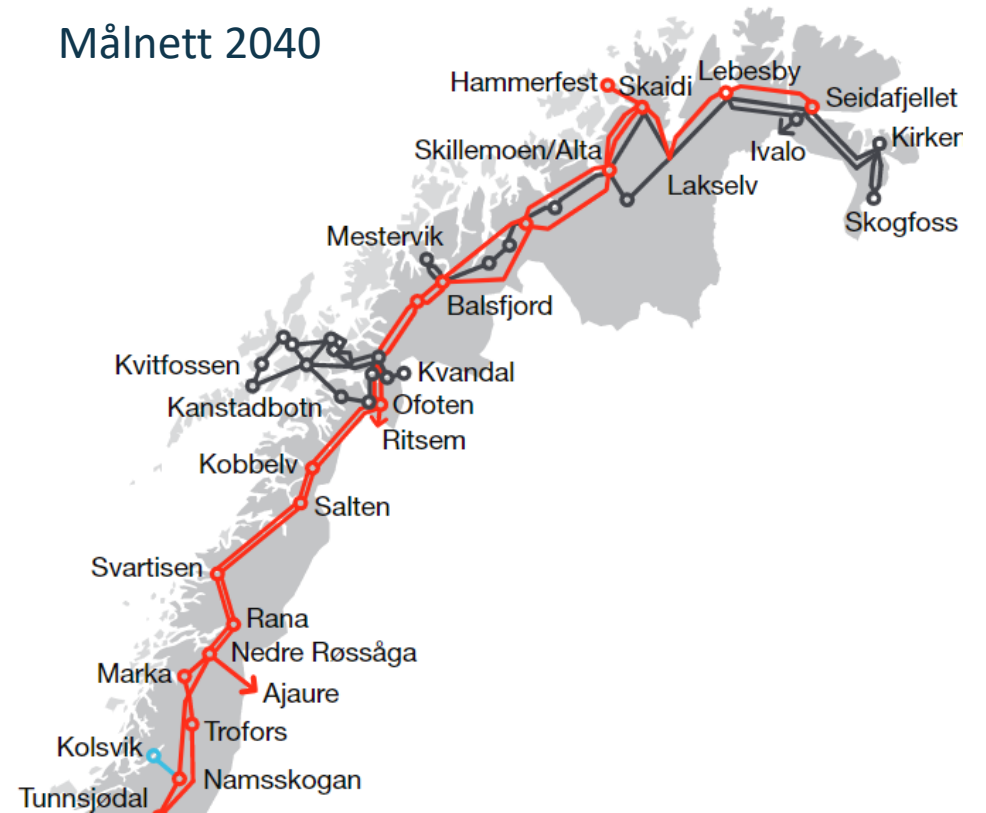 Målnett 2040
Lebesby
Hammerfest
Skaidi
Seidafjellet
Kirker
Skillemoen/Alta
Ivalo
Lakselv
Skogfoss
Mestervik
Balsfjord
Kvitfossen
Kvandal
Kanstadbotn
Ofoten
Ritsem
Kobbelv
Salten
Svartisen
Rana
Nedre Røssåga
Marka
Ajaure
Trofors
Kolsvik
Namsskogan
Tunnsjødal